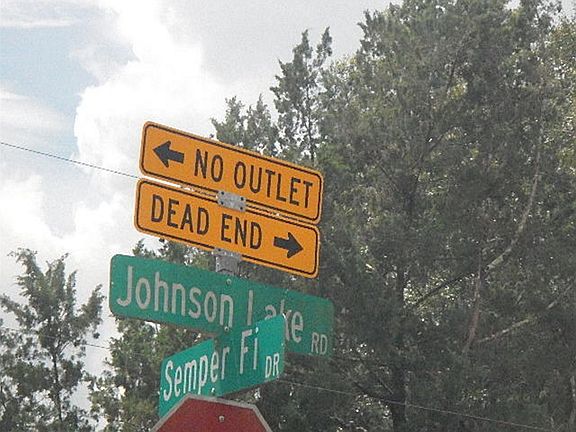 NO OUTLET
DEAD END
Johnson Lake RD
Semper Fi DR